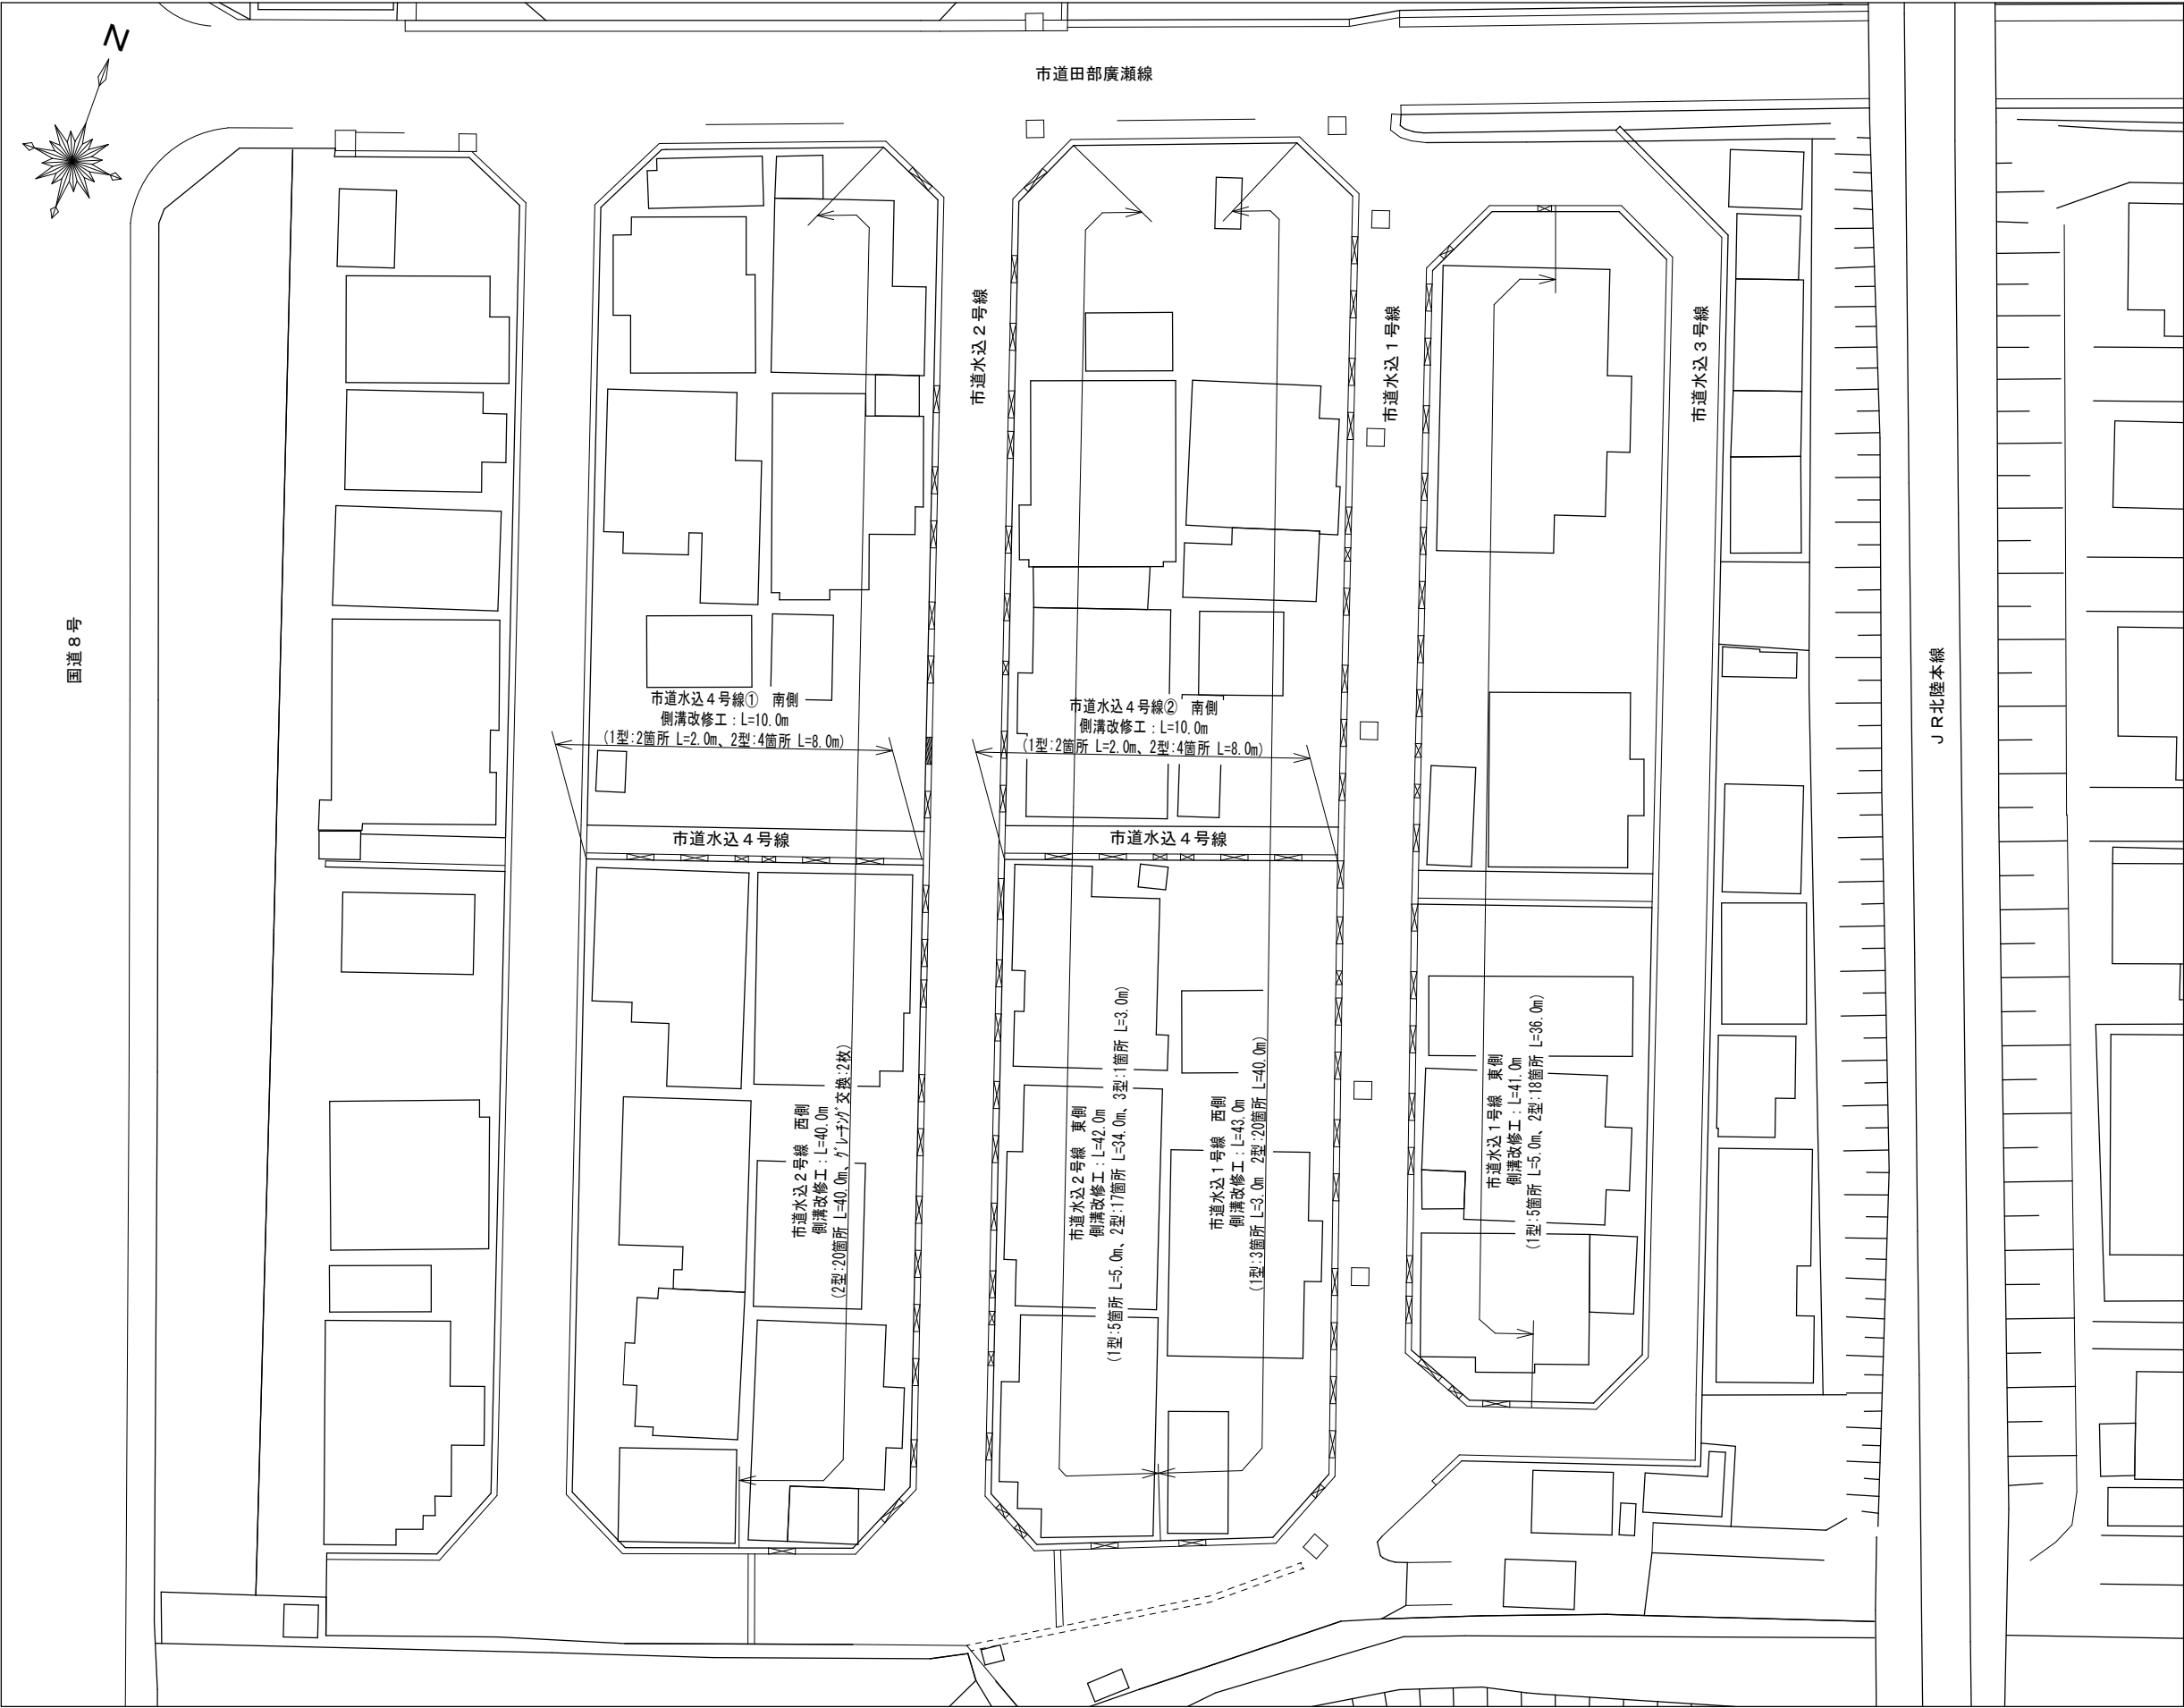 N
市道田部廣瀬線
国道8号
市道水込2号線
市道水込1号線
市道水込3号線
JR北陸本線
市道水込4号線① 南側
側溝改修工:L=10.0m
(1型:2箇所 L=2.0m、2型:4箇所 L=8.0m)
市道水込4号線② 南側
側溝改修工:L=10.0m
(1型:2箇所 L=2.0m、2型:4箇所 L=8.0m)
市道水込4号線
市道水込4号線
市道水込2号線 西側
側溝改修工:L=40.0m
(2型:20箇所 L=40.0m、グレーチング交換:2枚)
市道水込2号線 東側
側溝改修工:L=42.0m
(1型:5箇所 L=5.0m、2型:17箇所 L=34.0m、3型:1箇所 L=3.0m)
市道水込1号線 西側
側溝改修工:L=43.0m
(1型:3箇所 L=3.0m 2型:20箇所 L=40.0m)
市道水込1号線 東側
側溝改修工:L=41.0m
(1型:5箇所 L=5.0m、2型:18箇所 L=36.0m)